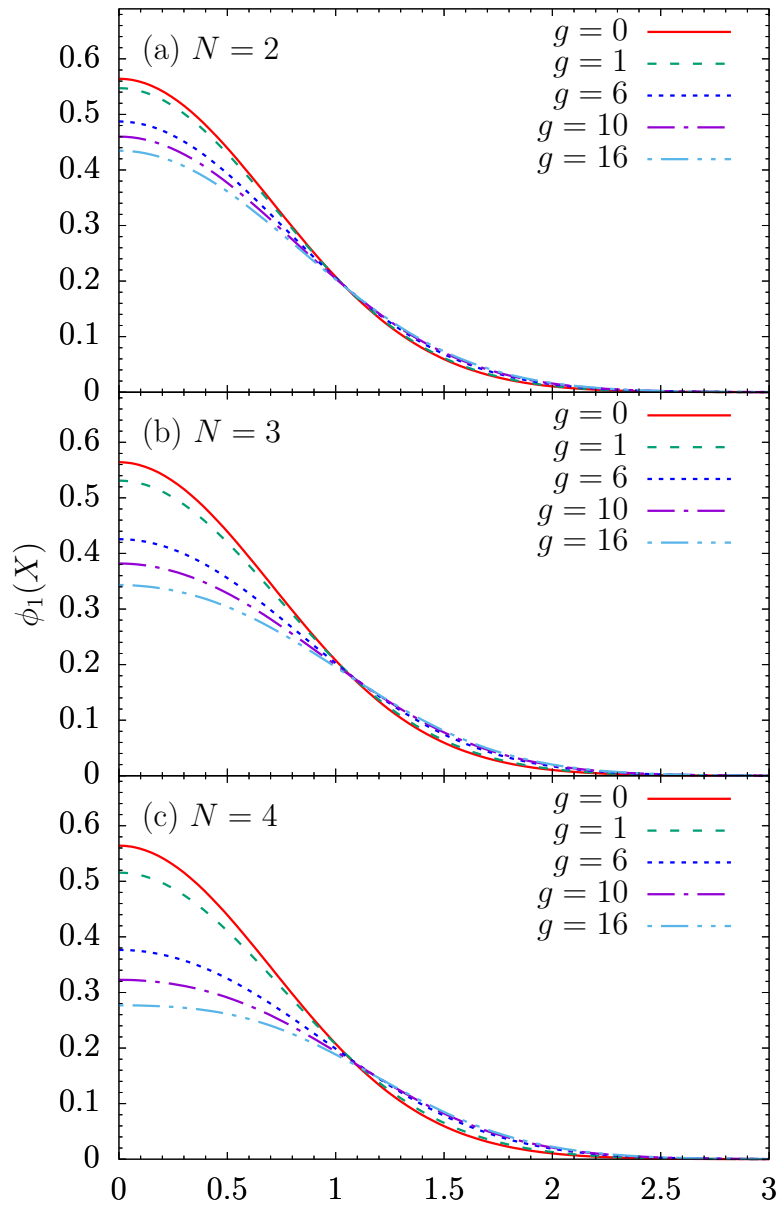 (a) N = 2
g = 0
g = 1
g = 6
g = 10
g = 16
0.6
0.5
0.4
0.3
0.2
0.1
0
(b) N = 3
g = 0
g = 1
g = 6
g = 10
g = 16
0.6
0.5
0.4
0.3
0.2
0.1
0
ϕ₁(X)
(c) N = 4
g = 0
g = 1
g = 6
g = 10
g = 16
0.6
0.5
0.4
0.3
0.2
0.1
0
0 0.5 1 1.5 2 2.5 3